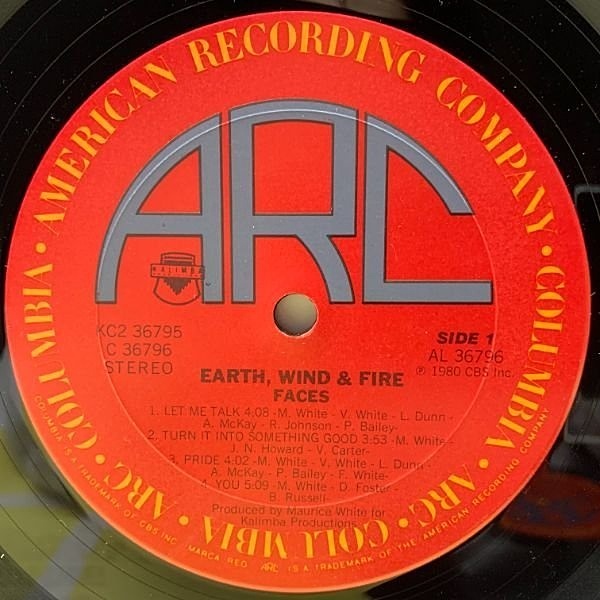 • AMERICAN RECORDING COMPANY • COLUMBIA • ARC • COLUMBIA • ARC • COLUMBIA
ARC
KALIMBA
KC2 36795
C 36796
STEREO
SIDE 1
AL 36796
℗ 1980 CBS Inc.
EARTH, WIND & FIRE
FACES
1. LET ME TALK 4:08 -M. White- V. White- L. Dunn-
A. McKay- R. Johnson- P. Bailey-
2. TURN IT INTO SOMETHING GOOD 3:53 -M. White-
J. N. Howard- V. Carter-
3. PRIDE 4:02 -M. White- V. White- L. Dunn-
A. McKay- P. Bailey- F. White-
4. YOU 5:09 -M. White- D. Foster-
B. Russell-
Produced by Maurice White for
Kalimba Productions
COLUMBIA IS A TRADEMARK OF CBS INC. MARCA REG. ARC IS A TRADEMARK OF THE AMERICAN RECORDING COMPANY